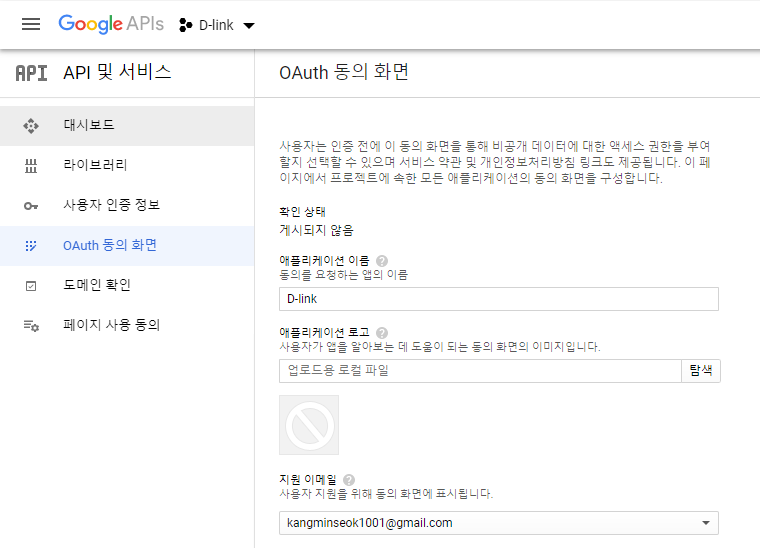 Google APIs D-link
API API 및 서비스
OAuth 동의 화면
대시보드
라이브러리
사용자 인증 정보
OAuth 동의 화면
도메인 확인
페이지 사용 동의
사용자는 인증 전에 이 동의 화면을 통해 비공개 데이터에 대한 액세스 권한을 부여
할지 선택할 수 있으며 서비스 약관 및 개인정보처리방침 링크도 제공됩니다. 이 페
이지에서 프로젝트에 속한 모든 애플리케이션의 동의 화면을 구성합니다.
확인 상태
게시되지 않음
애플리케이션 이름 ?
동의를 요청하는 앱의 이름
D-link
애플리케이션 로고 ?
사용자가 앱을 알아보는 데 도움이 되는 동의 화면의 이미지입니다.
업로드용 로컬 파일 탐색
지원 이메일 ?
사용자 지원을 위해 동의 화면에 표시됩니다.
kangminseok1001@gmail.com